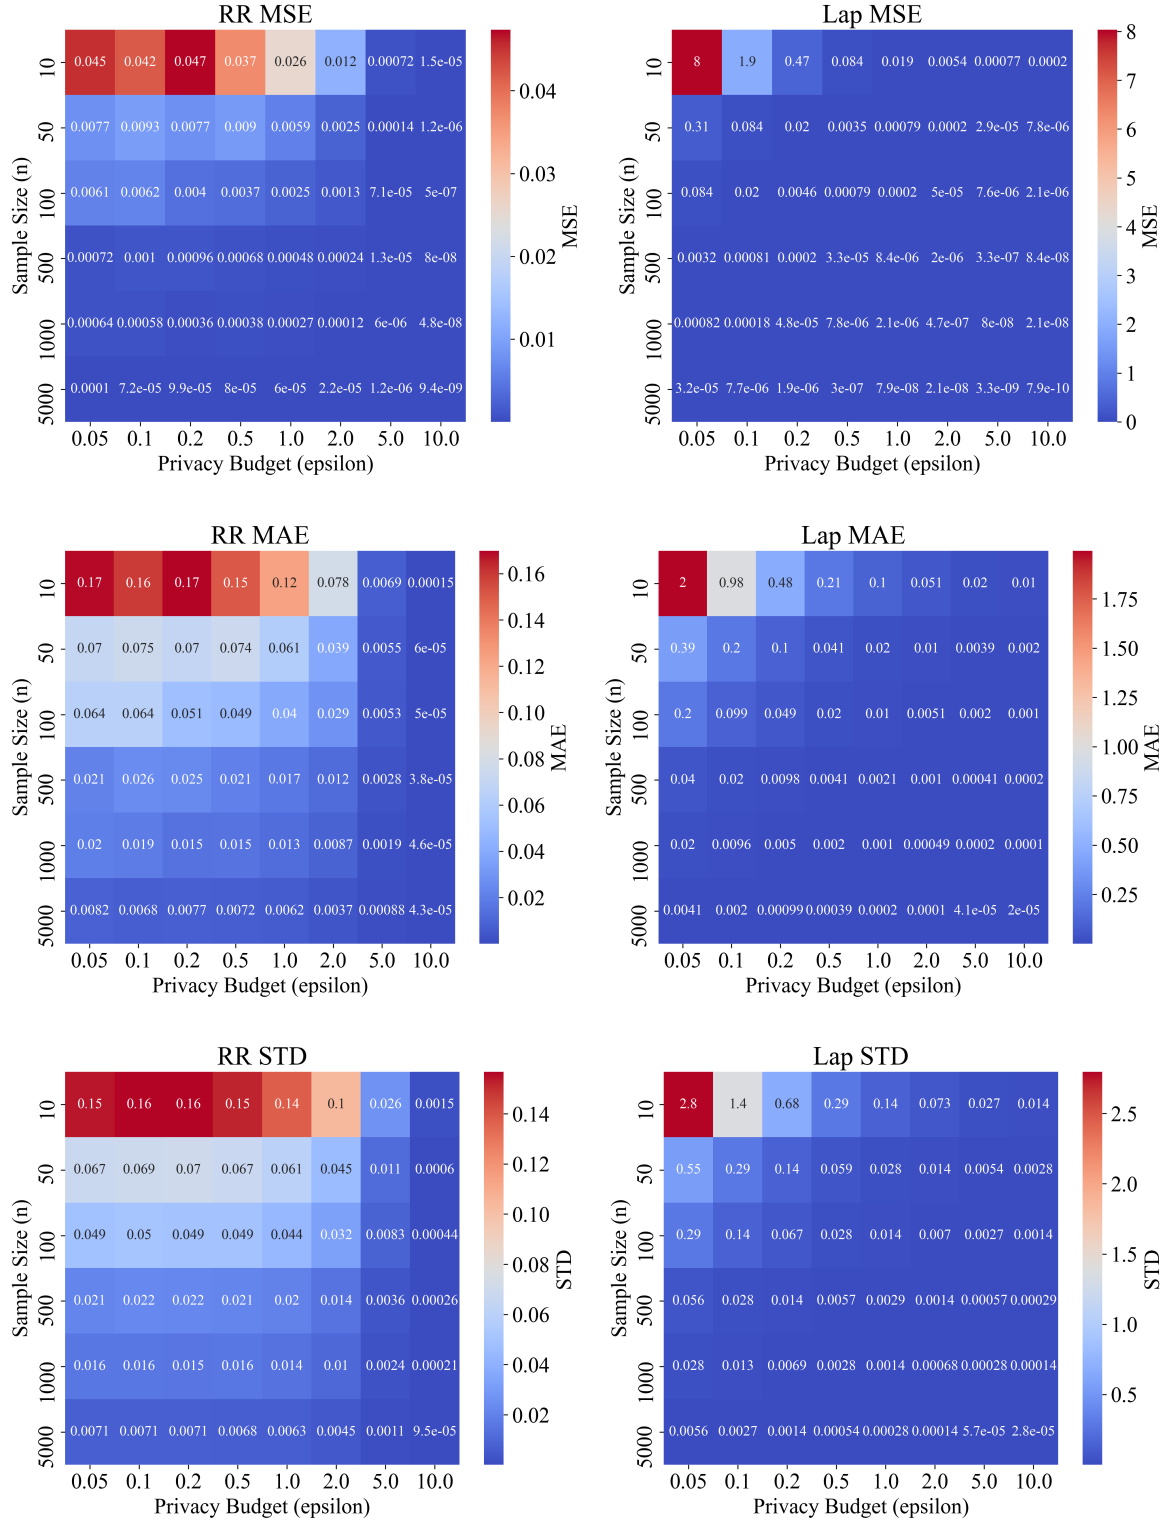 RR MSE
10 0.045 0.042 0.047 0.037 0.026 0.012 0.00072 1.5e-05
50 0.0077 0.0093 0.0077 0.009 0.0059 0.0025 0.00014 1.2e-06
100 0.0061 0.0062 0.004 0.0037 0.0025 0.0013 7.1e-05 5e-07
500 0.00072 0.001 0.00096 0.00068 0.00048 0.00024 1.3e-05 8e-08
1000 0.00064 0.00058 0.00036 0.00038 0.00027 0.00012 6e-06 4.8e-08
5000 0.0001 7.2e-05 9.9e-05 8e-05 6e-05 2.2e-05 1.2e-06 9.4e-09
0.05 0.1 0.2 0.5 1.0 2.0 5.0 10.0
Privacy Budget (epsilon)
Sample Size (n)
0.04
0.03
0.02
0.01
MSE
Lap MSE
10 8 1.9 0.47 0.084 0.019 0.0054 0.00077 0.0002
50 0.31 0.084 0.02 0.0035 0.00079 0.0002 2.9e-05 7.8e-06
100 0.084 0.02 0.0046 0.00079 0.0002 5e-05 7.6e-06 2.1e-06
500 0.0032 0.00081 0.0002 3.3e-05 8.4e-06 2e-06 3.3e-07 8.4e-08
1000 0.00082 0.00018 4.8e-05 7.8e-06 2.1e-06 4.7e-07 8e-08 2.1e-08
5000 3.2e-05 7.7e-06 1.9e-06 3e-07 7.9e-08 2.1e-08 3.3e-09 7.9e-10
0.05 0.1 0.2 0.5 1.0 2.0 5.0 10.0
Privacy Budget (epsilon)
Sample Size (n)
8
7
6
5
4
3
2
1
0
MSE
RR MAE
10 0.17 0.16 0.17 0.15 0.12 0.078 0.0069 0.00015
50 0.07 0.075 0.07 0.074 0.061 0.039 0.0055 6e-05
100 0.064 0.064 0.051 0.049 0.04 0.029 0.0053 5e-05
500 0.021 0.026 0.025 0.021 0.017 0.012 0.0028 3.8e-05
1000 0.02 0.019 0.015 0.015 0.013 0.0087 0.0019 4.6e-05
5000 0.0082 0.0068 0.0077 0.0072 0.0062 0.0037 0.00088 4.3e-05
0.05 0.1 0.2 0.5 1.0 2.0 5.0 10.0
Privacy Budget (epsilon)
Sample Size (n)
0.16
0.14
0.12
0.10
0.08
0.06
0.04
0.02
MAE
Lap MAE
10 2 0.98 0.48 0.21 0.1 0.051 0.02 0.01
50 0.39 0.2 0.1 0.041 0.02 0.01 0.0039 0.002
100 0.2 0.099 0.049 0.02 0.01 0.0051 0.002 0.001
500 0.04 0.02 0.0098 0.0041 0.0021 0.001 0.00041 0.0002
1000 0.02 0.0096 0.005 0.002 0.001 0.00049 0.0002 0.0001
5000 0.0041 0.002 0.00099 0.00039 0.0002 0.0001 4.1e-05 2e-05
0.05 0.1 0.2 0.5 1.0 2.0 5.0 10.0
Privacy Budget (epsilon)
Sample Size (n)
1.75
1.50
1.25
1.00
0.75
0.50
0.25
MAE
RR STD
10 0.15 0.16 0.16 0.15 0.14 0.1 0.026 0.0015
50 0.067 0.069 0.07 0.067 0.061 0.045 0.011 0.0006
100 0.049 0.05 0.049 0.049 0.044 0.032 0.0083 0.00044
500 0.021 0.022 0.022 0.021 0.02 0.014 0.0036 0.00026
1000 0.016 0.016 0.015 0.016 0.014 0.01 0.0024 0.00021
5000 0.0071 0.0071 0.0071 0.0068 0.0063 0.0045 0.0011 9.5e-05
0.05 0.1 0.2 0.5 1.0 2.0 5.0 10.0
Privacy Budget (epsilon)
Sample Size (n)
0.14
0.12
0.10
0.08
0.06
0.04
0.02
STD
Lap STD
10 2.8 1.4 0.68 0.29 0.14 0.073 0.027 0.014
50 0.55 0.29 0.14 0.059 0.028 0.014 0.0054 0.0028
100 0.29 0.14 0.067 0.028 0.014 0.007 0.0027 0.0014
500 0.056 0.028 0.014 0.0057 0.0029 0.0014 0.00057 0.00029
1000 0.028 0.013 0.0069 0.0028 0.0014 0.00068 0.00028 0.00014
5000 0.0056 0.0027 0.0014 0.00054 0.00028 0.00014 5.7e-05 2.8e-05
0.05 0.1 0.2 0.5 1.0 2.0 5.0 10.0
Privacy Budget (epsilon)
Sample Size (n)
2.5
2.0
1.5
1.0
0.5
STD